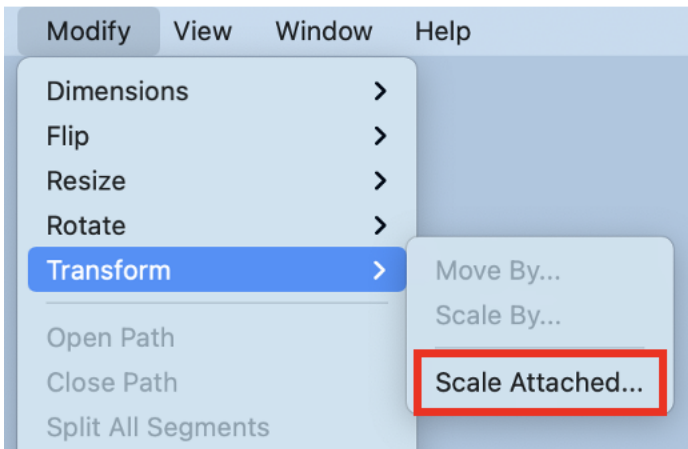 Modify View Window Help
Dimensions
Flip
Resize
Rotate
Transform
Move By...
Scale By...
Open Path
Scale Attached...
Close Path
Split All Segments